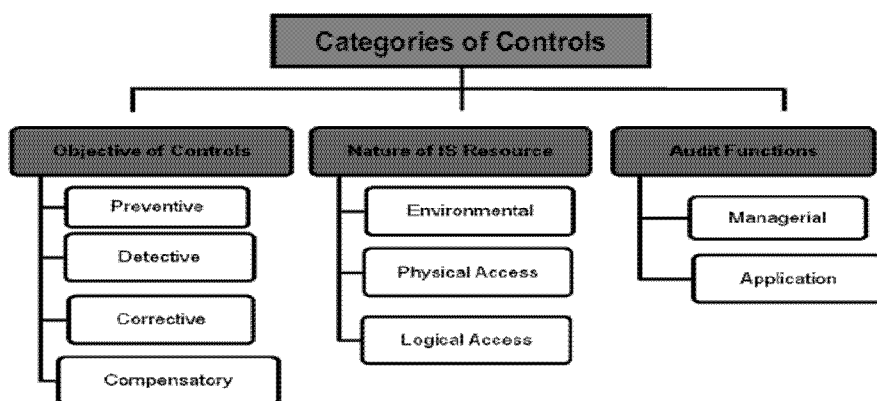 Categories of Controls
Objective of Controls
Preventive
Detective
Corrective
Compensatory
Nature of IS Resource
Environmental
Physical Access
Logical Access
Audit Functions
Managerial
Application